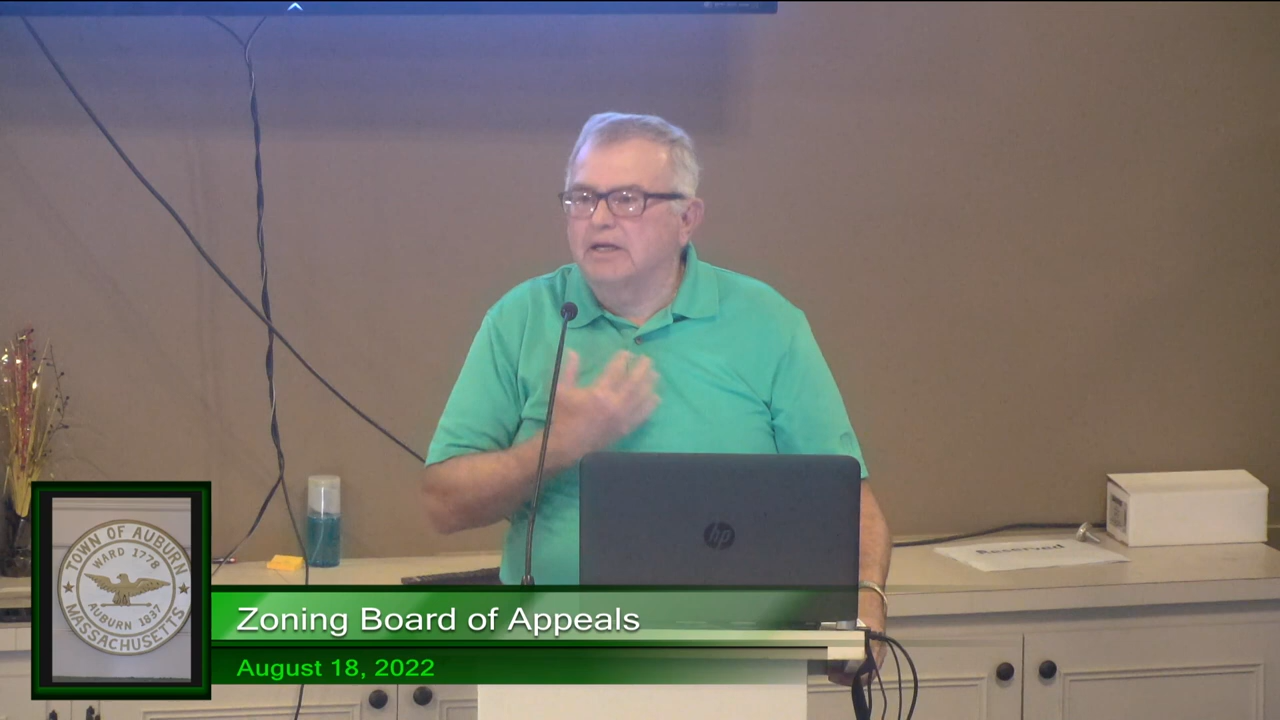 TOWN OF AUBURN
WARD 1778
AUBURN 1837
MASSACHUSETTS
hp
Reserved
Zoning Board of Appeals
August 18, 2022